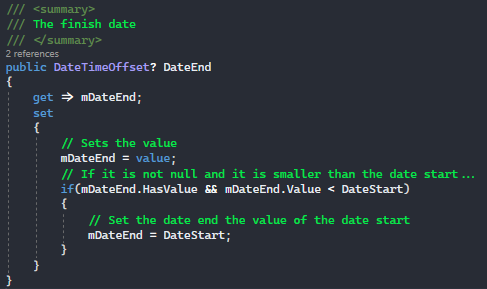 /// <summary>
/// The finish date
/// </summary>
2 references
public DateTimeOffset? DateEnd
{
get => mDateEnd;
set
{
// Sets the value
mDateEnd = value;
// If it is not null and it is smaller than the date start...
if(mDateEnd.HasValue && mDateEnd.Value < DateStart)
{
// Set the date end the value of the date start
mDateEnd = DateStart;
}
}
}